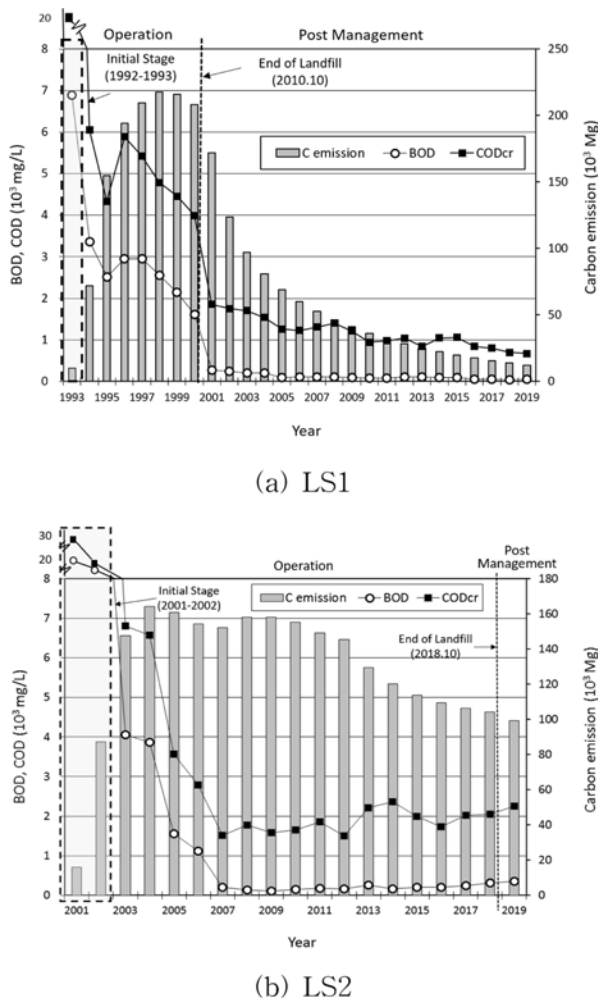 20
8
7
6
5
4
3
2
1
0
BOD, COD (10³ mg/L)
Operation
Post Management
Initial Stage
(1992-1993)
End of Landfill
(2010.10)
C emission
BOD
CODcr
250
200
150
100
50
0
Carbon emission (10³ Mg)
1993 1995 1997 1999 2001 2003 2005 2007 2009 2011 2013 2015 2017 2019
Year
(a) LS1
30
20
8
7
6
5
4
3
2
1
0
BOD, COD (10³ mg/L)
Operation
Post
Management
C emission
BOD
CODcr
Initial Stage
(2001-2002)
End of Landfill
(2018.10)
180
160
140
120
100
80
60
40
20
0
Carbon emission (10³ Mg)
2001 2003 2005 2007 2009 2011 2013 2015 2017 2019
Year
(b) LS2